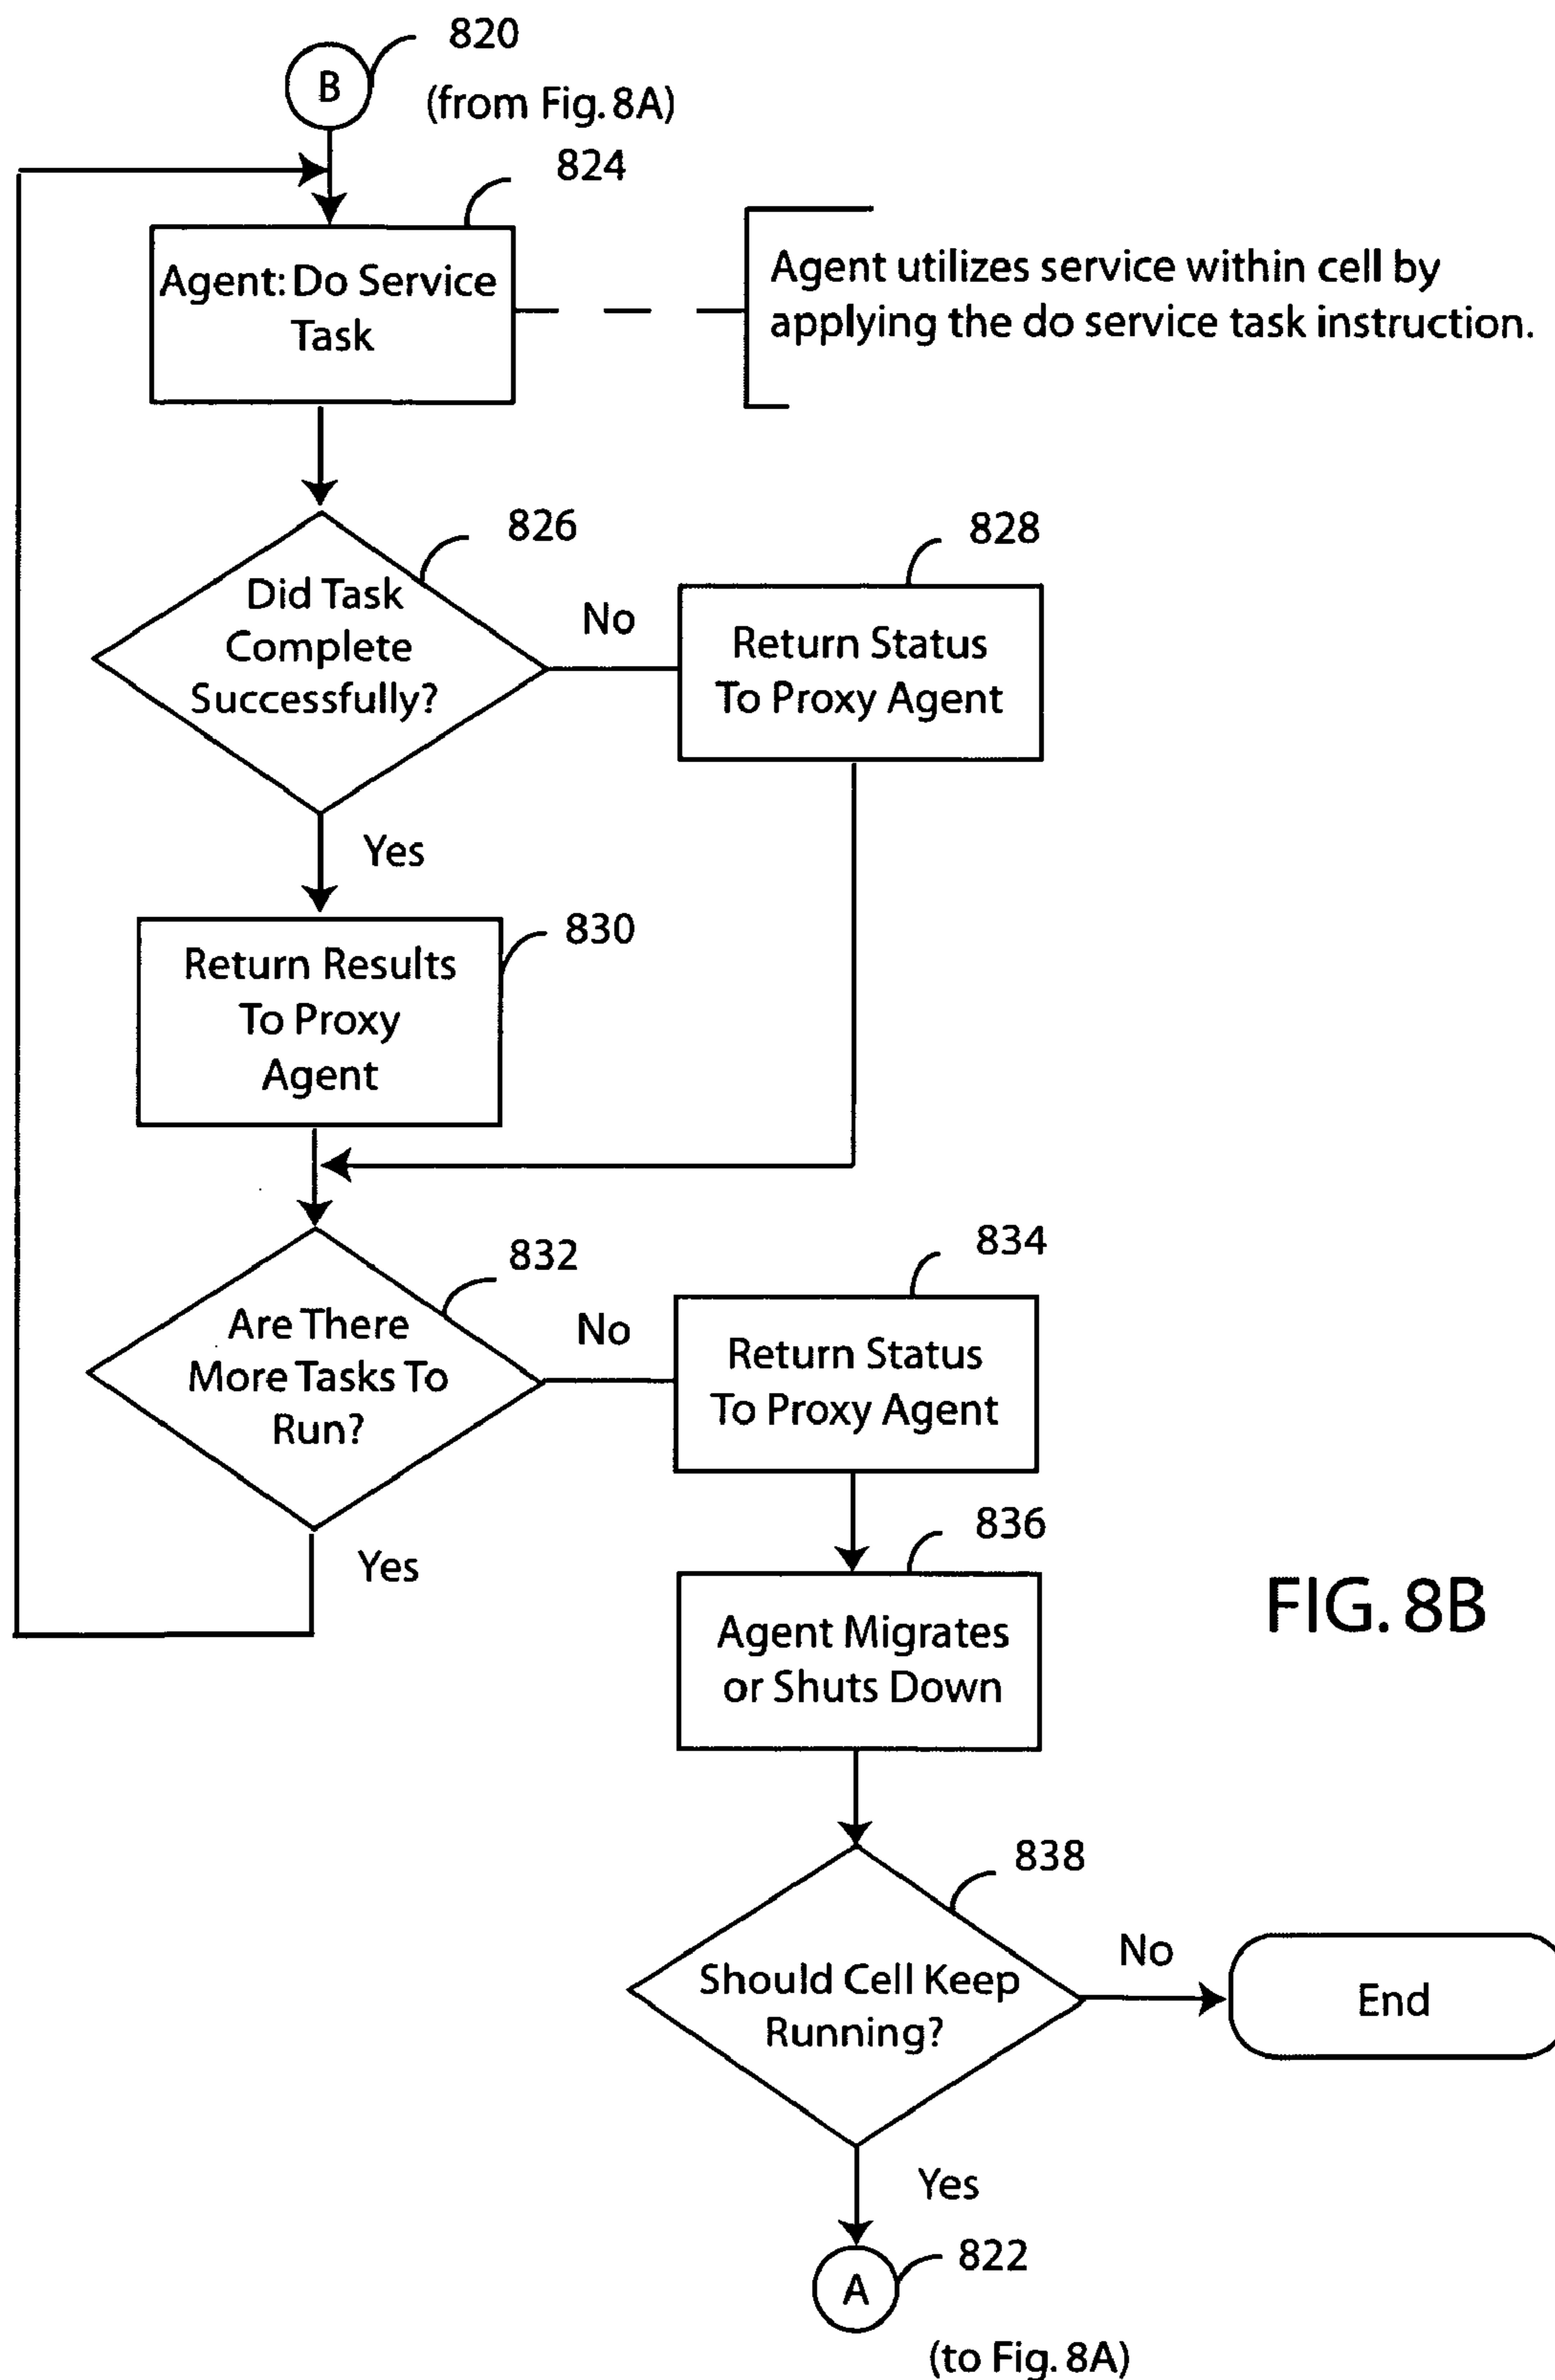 B
820
(from Fig. 8A)
824
Agent: Do Service
Task
Agent utilizes service within cell by
applying the do service task instruction.
826
Did Task
Complete
Successfully?
No
828
Return Status
To Proxy Agent
Yes
830
Return Results
To Proxy
Agent
832
Are There
More Tasks To
Run?
No
834
Return Status
To Proxy Agent
Yes
836
Agent Migrates
or Shuts Down
FIG. 8B
838
Should Cell Keep
Running?
No
End
Yes
A
822
(to Fig. 8A)